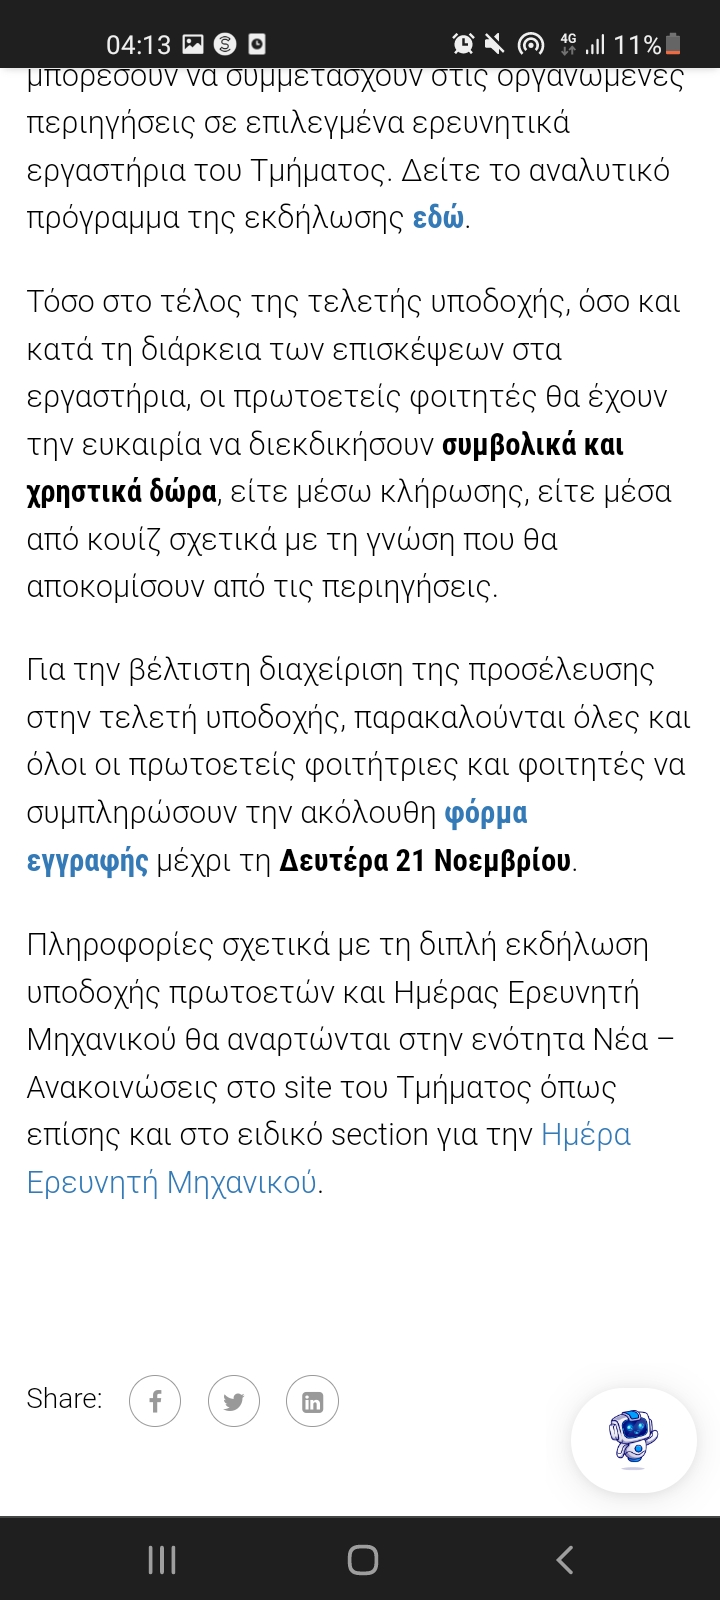 04:13
4G
11%
μπορέσουν να συμμετάσχουν στις οργανωμένες
περιηγήσεις σε επιλεγμένα ερευνητικά
εργαστήρια του Τμήματος. Δείτε το αναλυτικό
πρόγραμμα της εκδήλωσης εδώ.
Τόσο στο τέλος της τελετής υποδοχής, όσο και
κατά τη διάρκεια των επισκέψεων στα
εργαστήρια, οι πρωτοετείς φοιτητές θα έχουν
την ευκαιρία να διεκδικήσουν συμβολικά και
χρηστικά δώρα, είτε μέσω κλήρωσης, είτε μέσα
από κουίζ σχετικά με τη γνώση που θα
αποκομίσουν από τις περιηγήσεις.
Για την βέλτιστη διαχείριση της προσέλευσης
στην τελετή υποδοχής, παρακαλούνται όλες και
όλοι οι πρωτοετείς φοιτήτριες και φοιτητές να
συμπληρώσουν την ακόλουθη φόρμα
εγγραφής μέχρι τη Δευτέρα 21 Νοεμβρίου.
Πληροφορίες σχετικά με τη διπλή εκδήλωση
υποδοχής πρωτοετών και Ημέρας Ερευνητή
Μηχανικού θα αναρτώνται στην ενότητα Νέα –
Ανακοινώσεις στο site του Τμήματος όπως
επίσης και στο ειδικό section για την Ημέρα
Ερευνητή Μηχανικού.
Share: